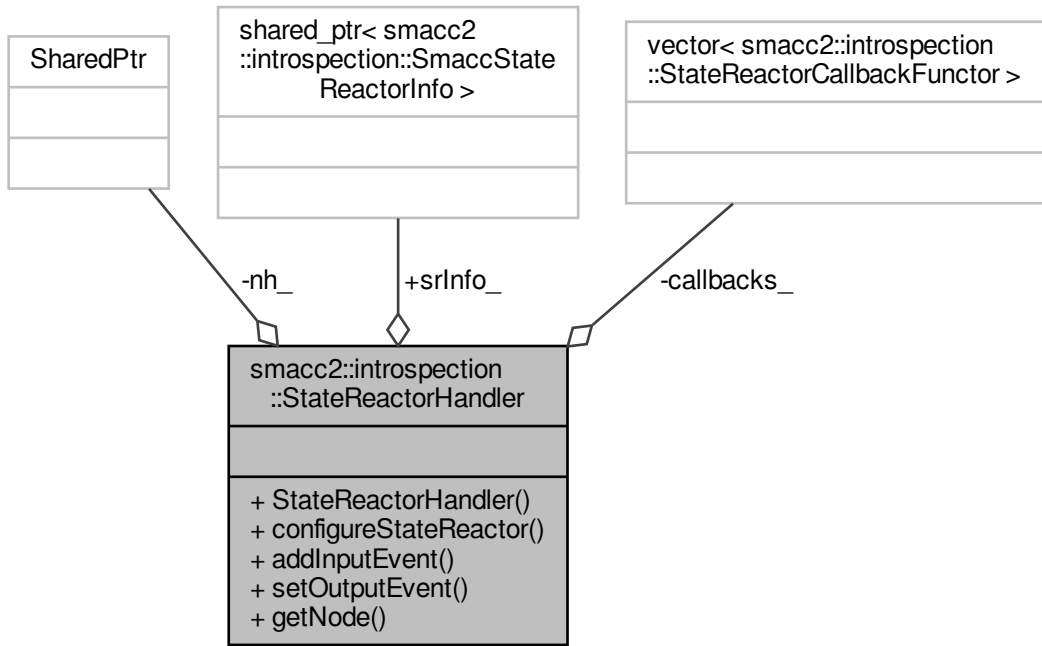 SharedPtr
shared_ptr< smacc2
::introspection::SmaccState
ReactorInfo >
vector< smacc2::introspection
::StateReactorCallbackFunctor >
-nh_
+srInfo_
-callbacks_
smacc2::introspection
::StateReactorHandler
+ StateReactorHandler()
+ configureStateReactor()
+ addInputEvent()
+ setOutputEvent()
+ getNode()